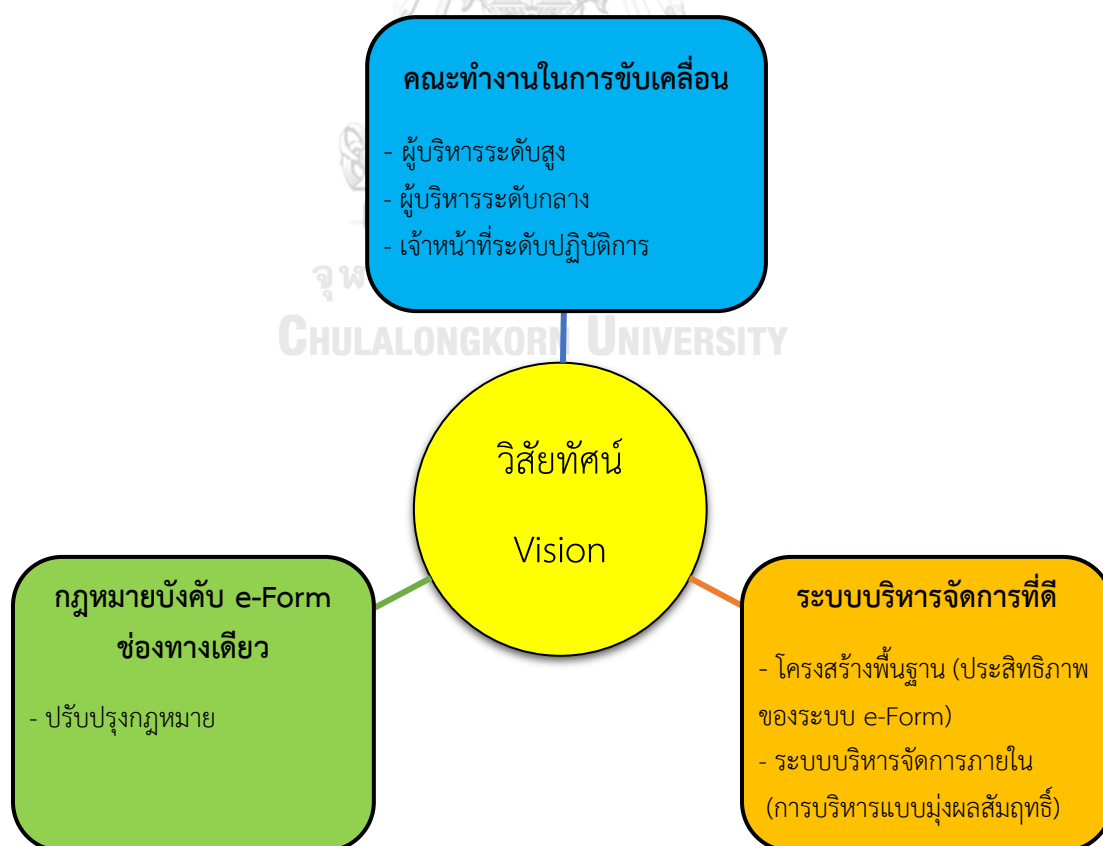 คณะทำงานในการขับเคลื่อน
- ผู้บริหารระดับสูง
- ผู้บริหารระดับกลาง
- เจ้าหน้าที่ระดับปฏิบัติการ
จุฬ
CHULALONGKORN UNIVERSITY
วิสัยทัศน์
Vision
กฎหมายบังคับ e-Form
ช่องทางเดียว
- ปรับปรุงกฎหมาย
ระบบบริหารจัดการที่ดี
- โครงสร้างพื้นฐาน (ประสิทธิภาพ
ของระบบ e-Form)
- ระบบบริหารจัดการภายใน
(การบริหารแบบมุ่งผลสัมฤทธิ์)